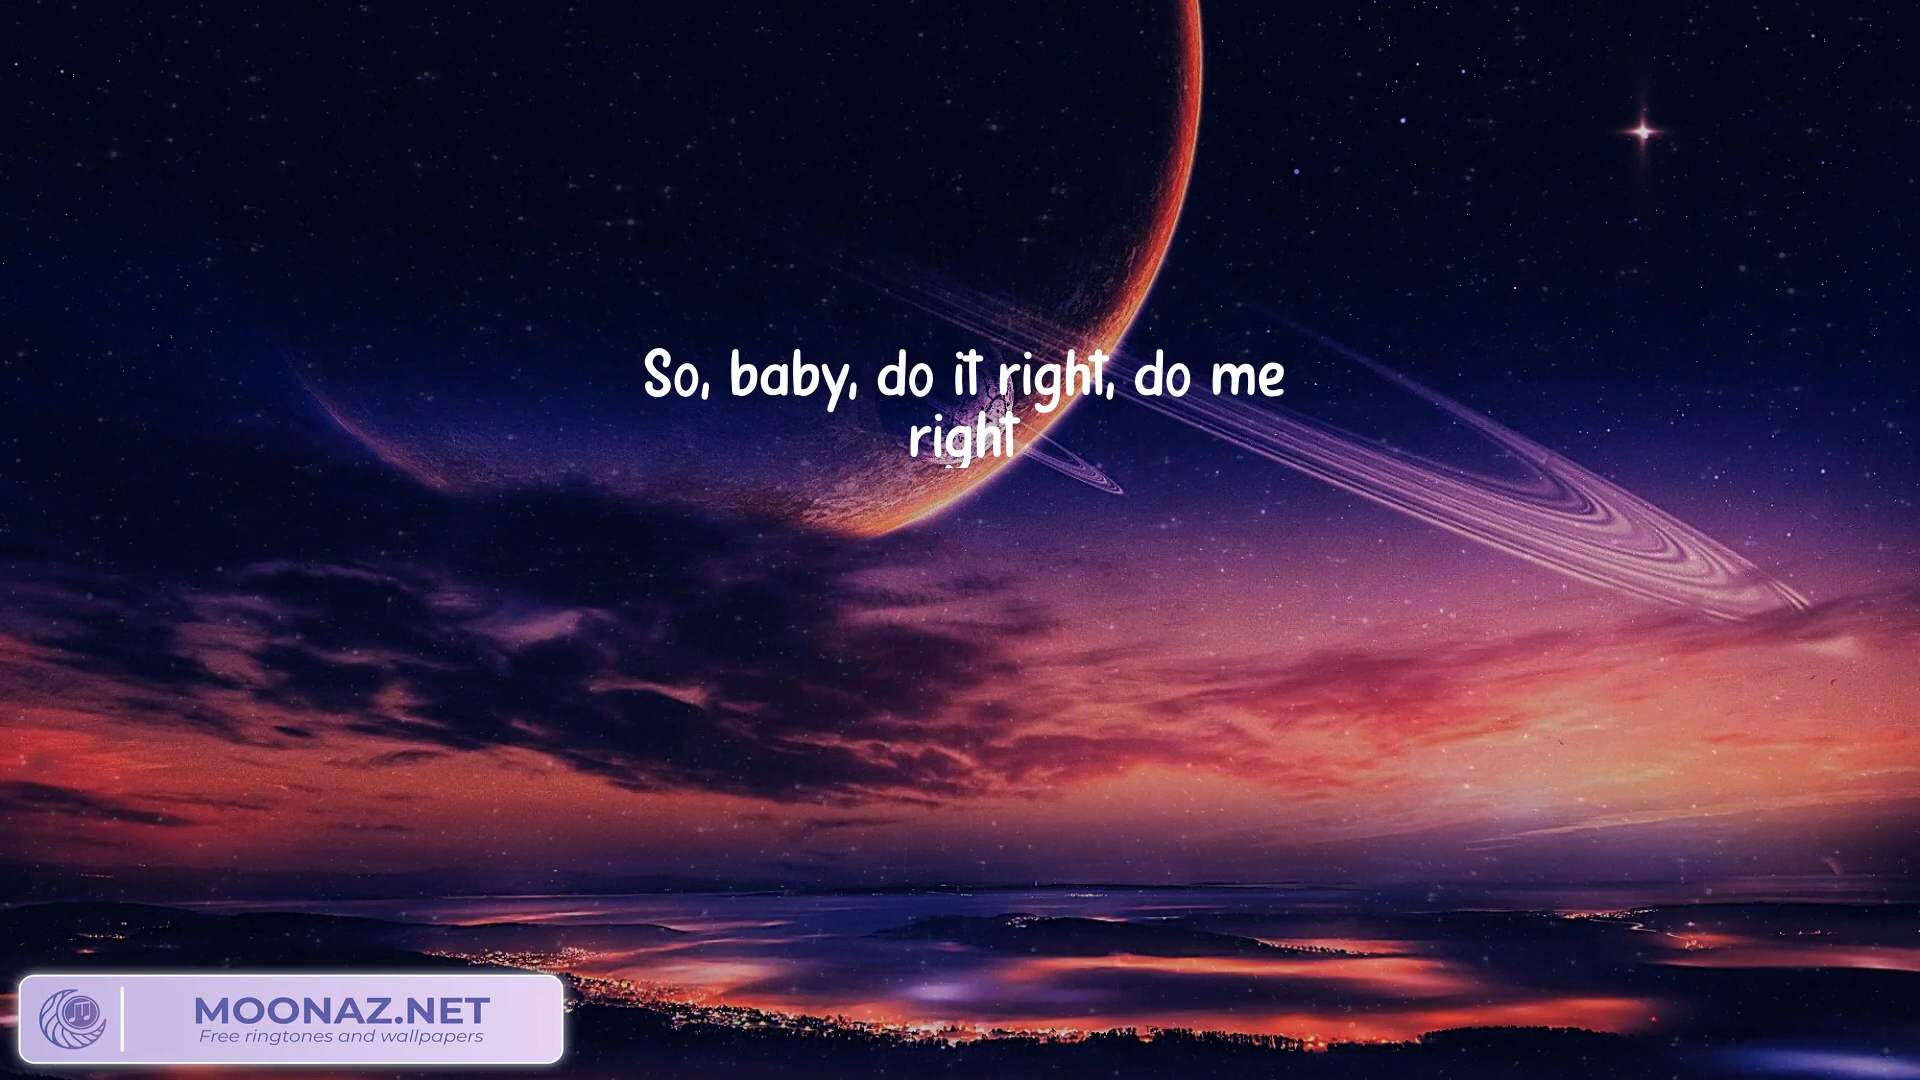 So, baby, do it right, do me
right
MOONAZ.NET
Free ringtones and wallpapers